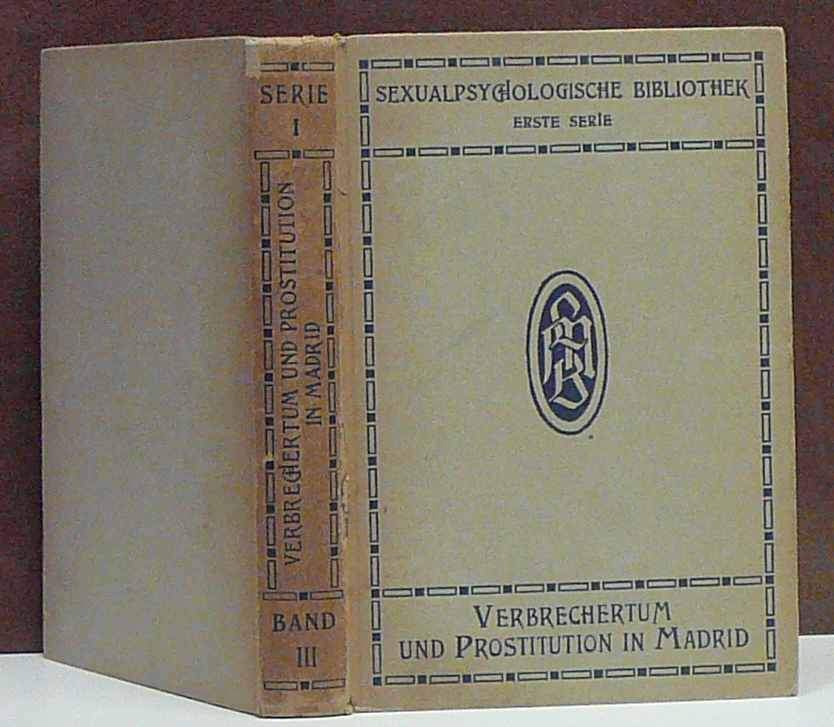 SERIE
I
VERBRECHERTUM UND PROSTITUTION
IN MADRID
BAND
III
SEXUALPSYCHOLOGISCHE BIBLIOTHEK
ERSTE SERIE
VERBRECHERTUM
UND PROSTITUTION IN MADRID